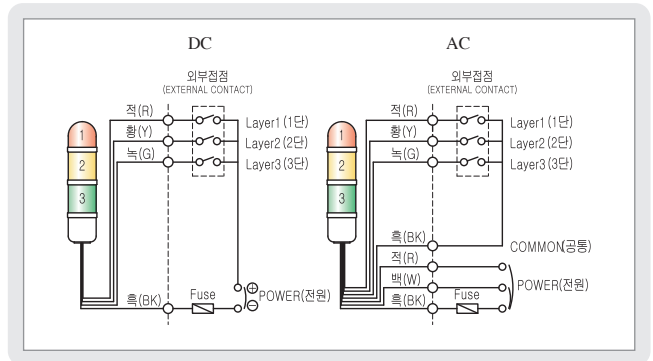 DC
외부접점
(EXTERNAL CONTACT)
적(R)
황(Y)
녹(G)
Layer1 (1단)
Layer2 (2단)
Layer3 (3단)
1
2
3
흑(BK)
Fuse
⊕
⊖
POWER(전원)
AC
외부접점
(EXTERNAL CONTACT)
적(R)
황(Y)
녹(G)
Layer1 (1단)
Layer2 (2단)
Layer3 (3단)
1
2
3
흑(BK)
COMMON(공통)
적(R)
백(W)
흑(BK)
Fuse
POWER(전원)